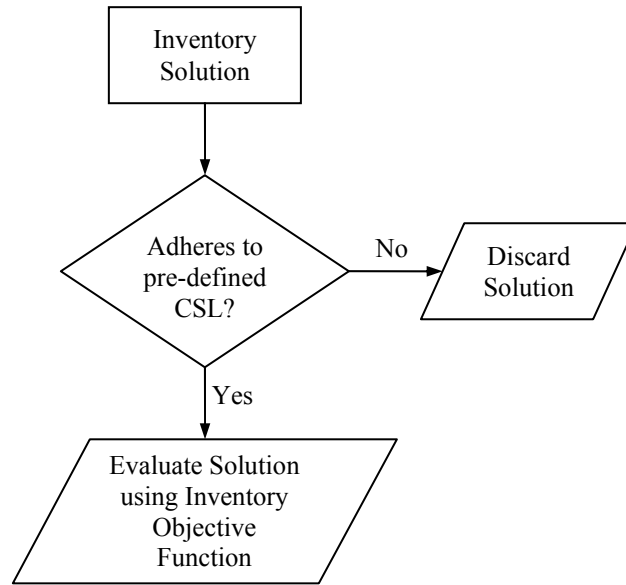 Inventory
Solution
Adheres to
pre-defined
CSL?
No
Discard
Solution
Yes
Evaluate Solution
using Inventory
Objective
Function